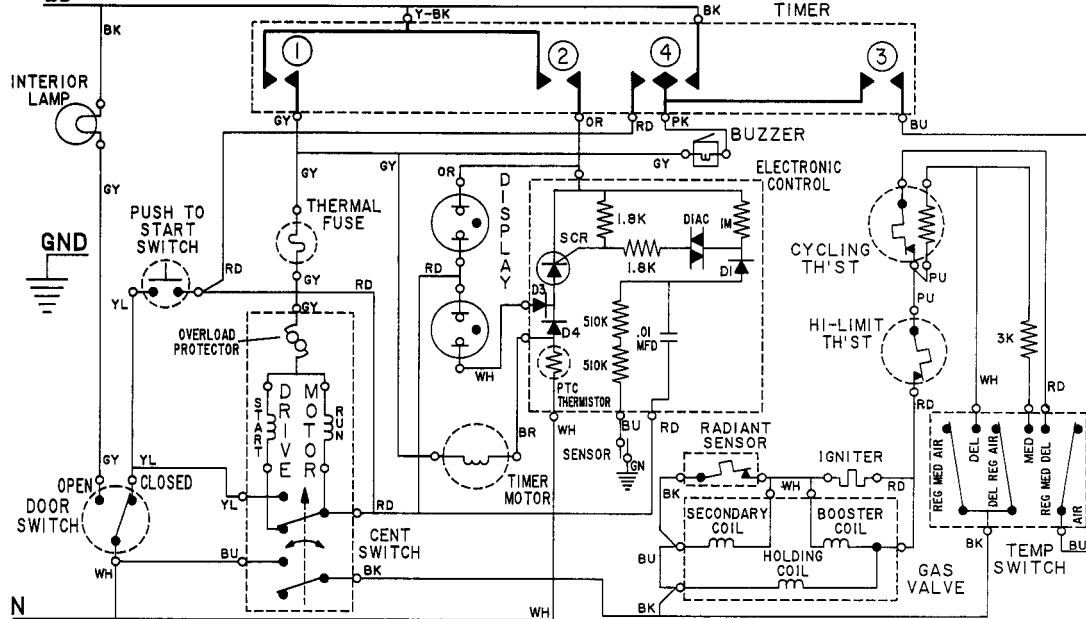 BK
Y-BK
BK
TIMER
1
2
4
3
INTERIOR
LAMP
GY
OR
RD
PK
BU
BUZZER
GY
GY
GY
GY
OR
DISPLAY
ELECTRONIC
CONTROL
THERMAL
FUSE
PUSH TO
START
SWITCH
GND
RD
YL
GY
RD
RD
GY
OVERLOAD
PROTECTOR
1.8K
DIAC
1M
SCR
1.8K
DI
D3
D4
510K
510K
.01
MFD
PTC
THERMISTOR
WH
CYCLING
TH'ST
PU
PU
HI-LIMIT
TH'ST
3K
WH
RD
RD
DRIVE
MOTOR
START
RUN
BR
WH
BU
RD
SENSOR
GN
TIMER
MOTOR
RADIANT
SENSOR
IGNITER
BK
WH
RD
SECONDARY
COIL
BOOSTER
COIL
HOLDING
COIL
BU
BK
GAS
VALVE
REG MED AIR
DEL
DEL REG AIR
MED
REG MED DEL
AIR
BK
BU
TEMP
SWITCH
GY
YL
OPEN
CLOSED
DOOR
SWITCH
YL
RD
CENT
SWITCH
BU
BK
WH
N
WH